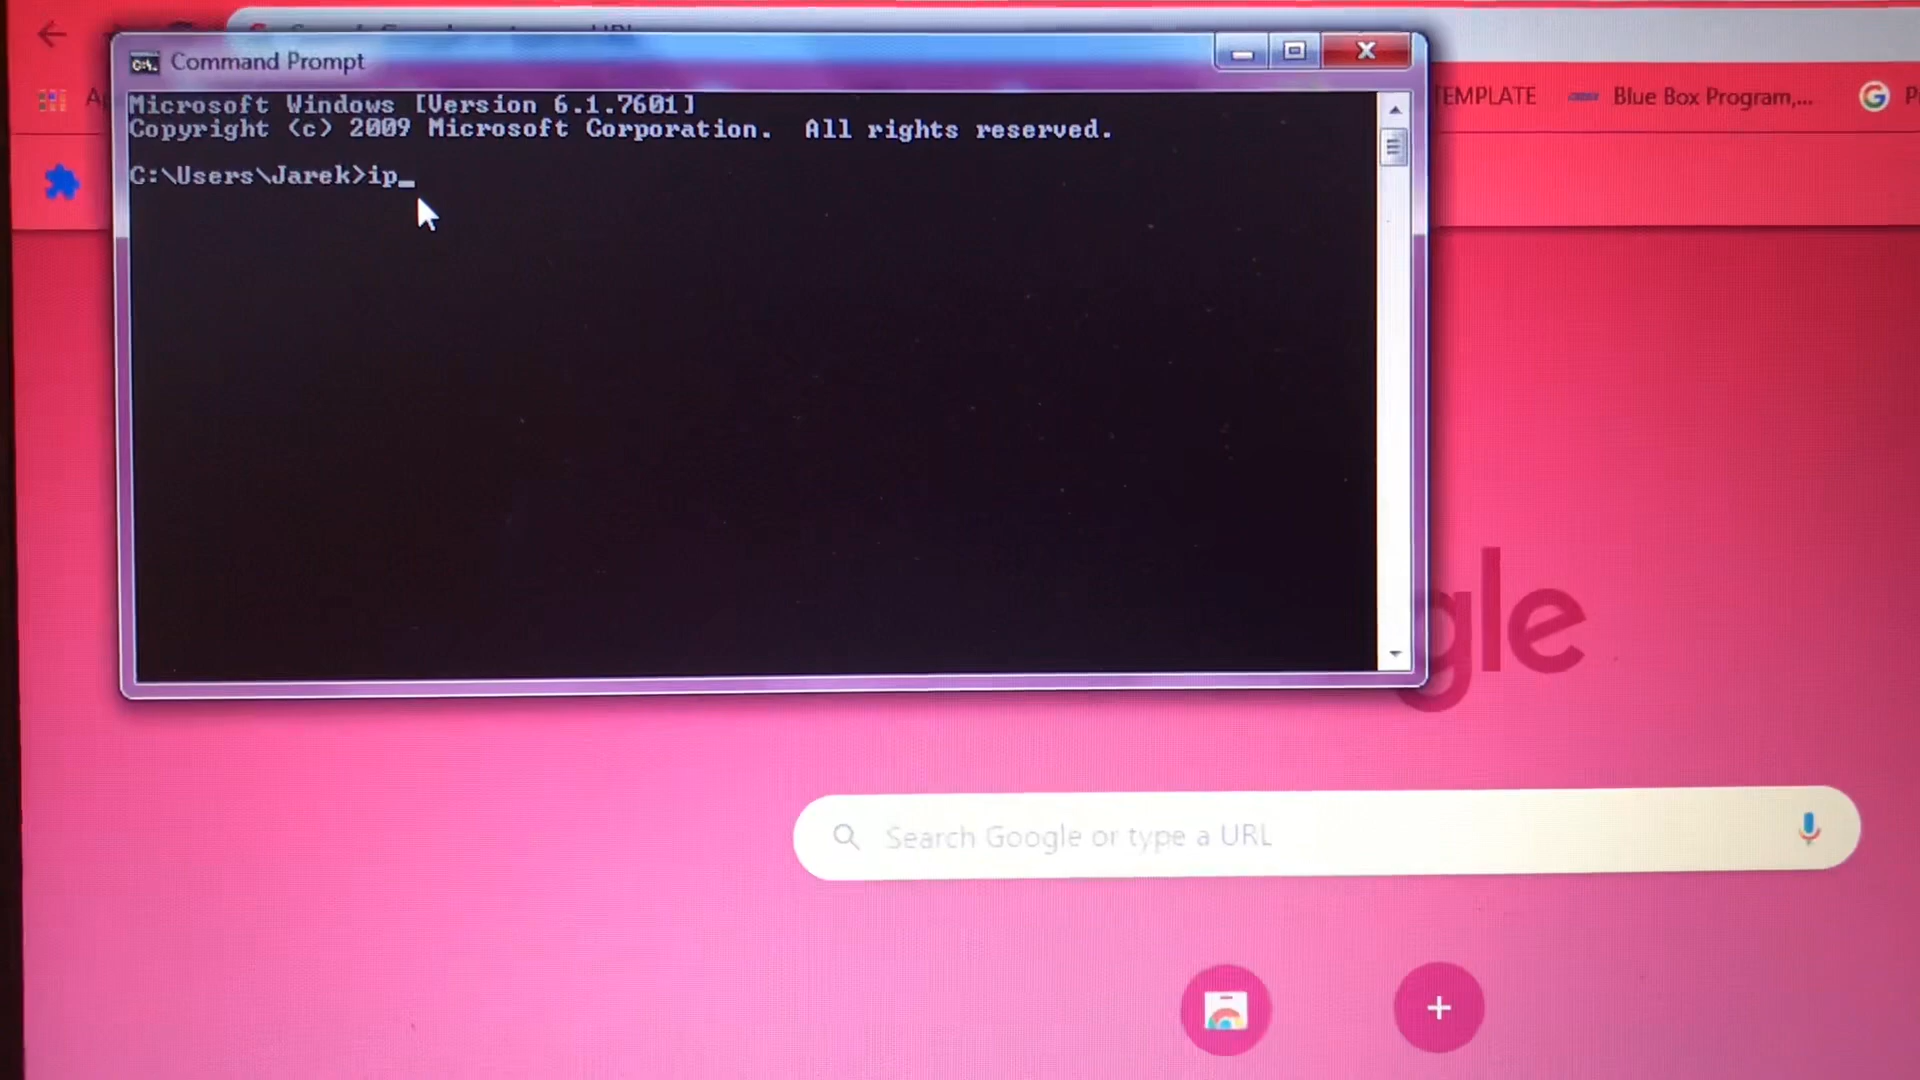 Command Prompt
Microsoft Windows [Version 6.1.7601]
Copyright (c) 2009 Microsoft Corporation.  All rights reserved.
C:\Users\Jarek>ip_
TEMPLATE
Blue Box Program,...
gle
Search Google or type a URL